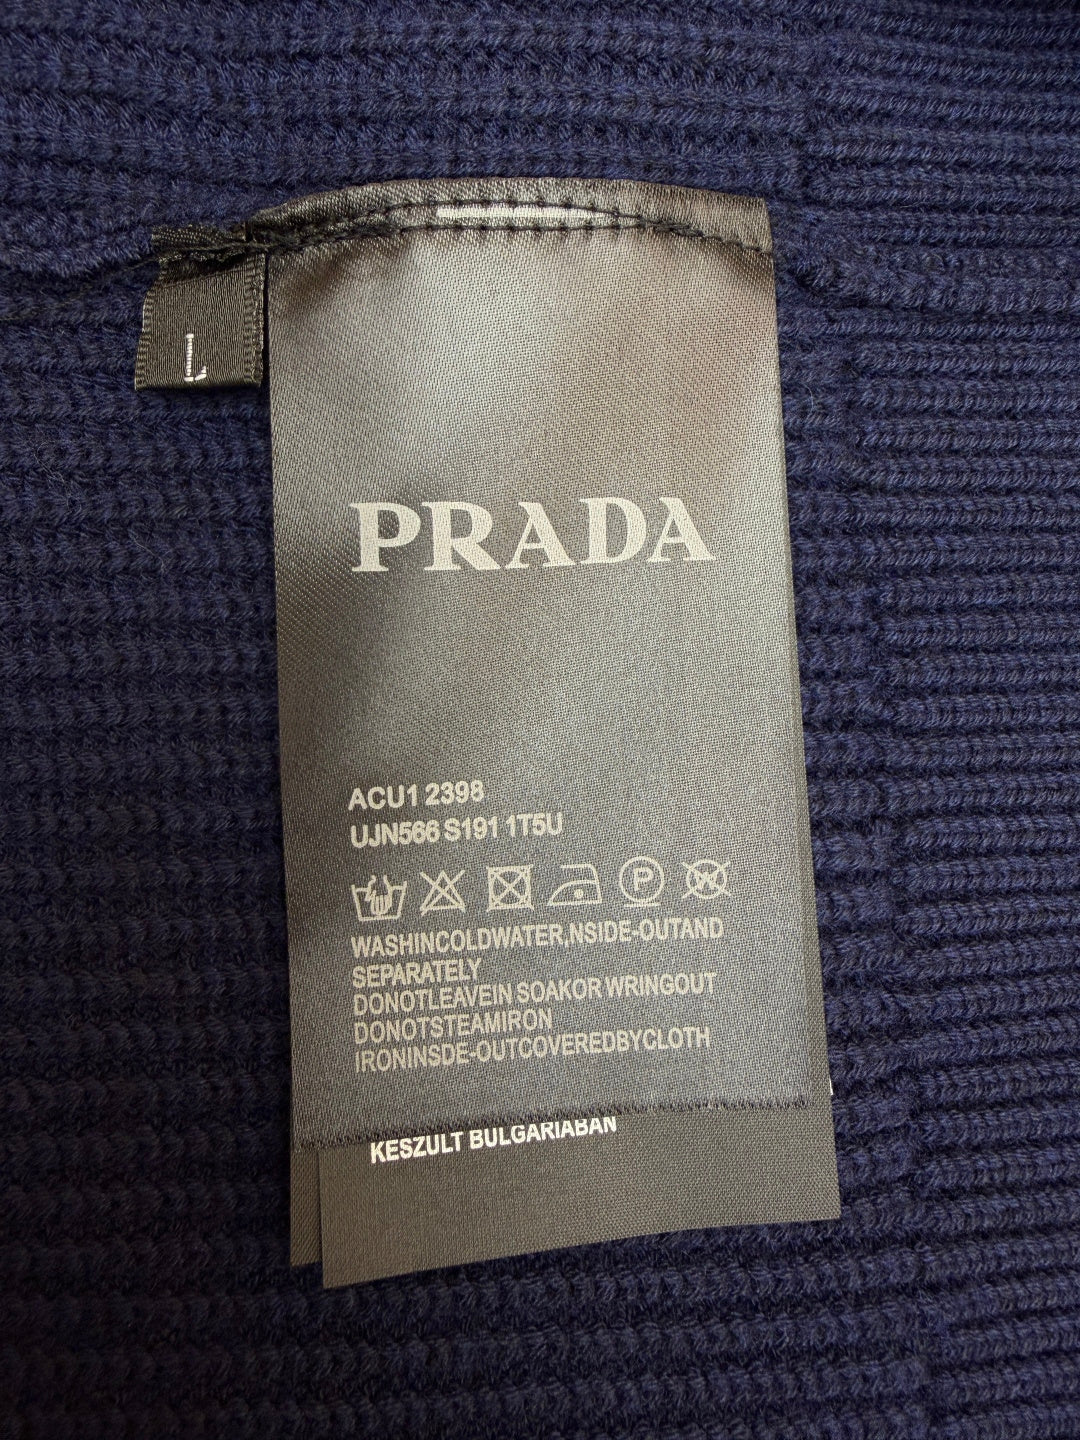 L
PRADA
ACU1 2398
UJN566 S191 1T5U
P
W
WASHINCOLDWATER,NSIDE-OUTAND
SEPARATELY
DONOTLEAVEIN SOAKOR WRINGOUT
DONOTSTEAMIRON
IRONINSDE-OUTCOVEREDBYCLOTH
KESZULT BULGARIABAN